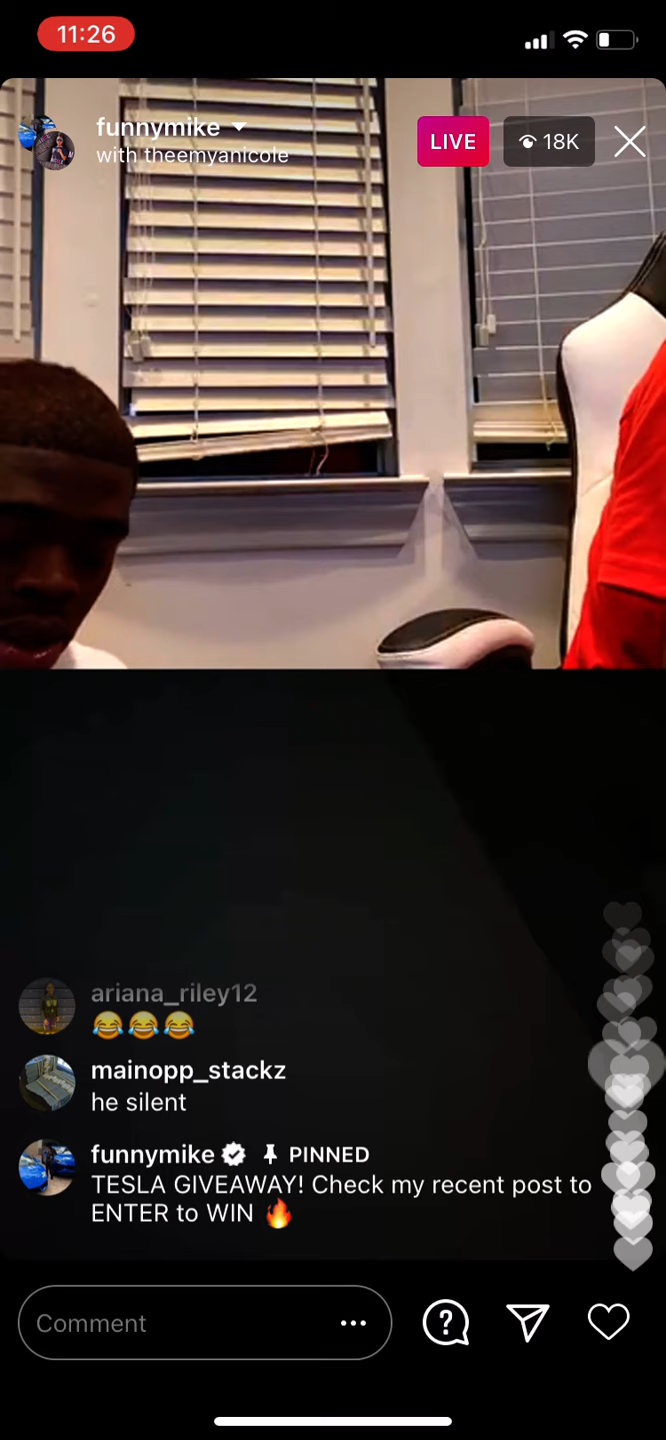 11:26
funnymike
with theemyanicole
LIVE
18K
ariana_riley12
😂😂😂
mainopp_stackz
he silent
funnymike PINNED
TESLA GIVEAWAY! Check my recent post to
ENTER to WIN 🔥
Comment